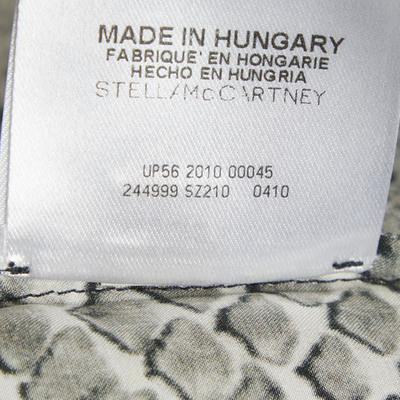 MADE IN HUNGARY
FABRIQUE' EN HONGARIE
HECHO EN HUNGRIA
STELLA McCARTNEY
UP56 2010 00045
244999 SZ210 0410